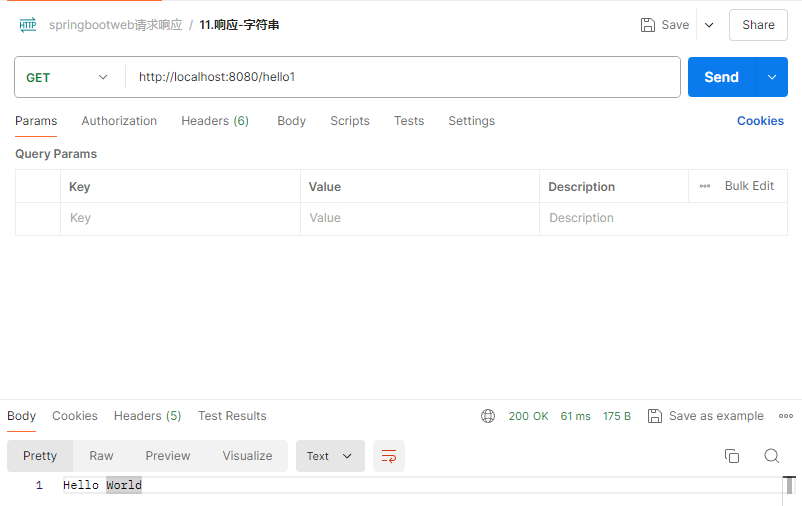 HTTP springbootweb请求响应 / 11.响应-字符串 Save Share
GET http://localhost:8080/hello1 Send
Params Authorization Headers (6) Body Scripts Tests Settings Cookies
Query Params
Key Value Description Bulk Edit
Key Value Description
Body Cookies Headers (5) Test Results 200 OK 61 ms 175 B Save as example
Pretty Raw Preview Visualize Text
1 Hello World